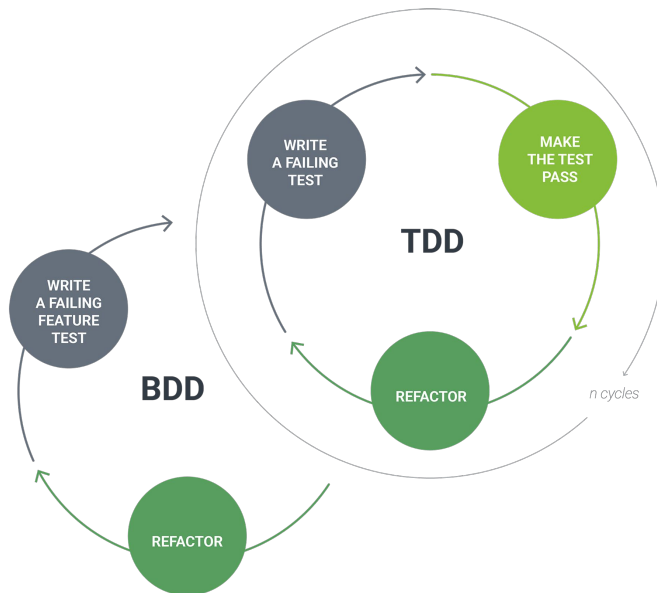 WRITE
A FAILING
TEST
MAKE
THE TEST
PASS
TDD
REFACTOR
n cycles
WRITE
A FAILING
FEATURE
TEST
BDD
REFACTOR